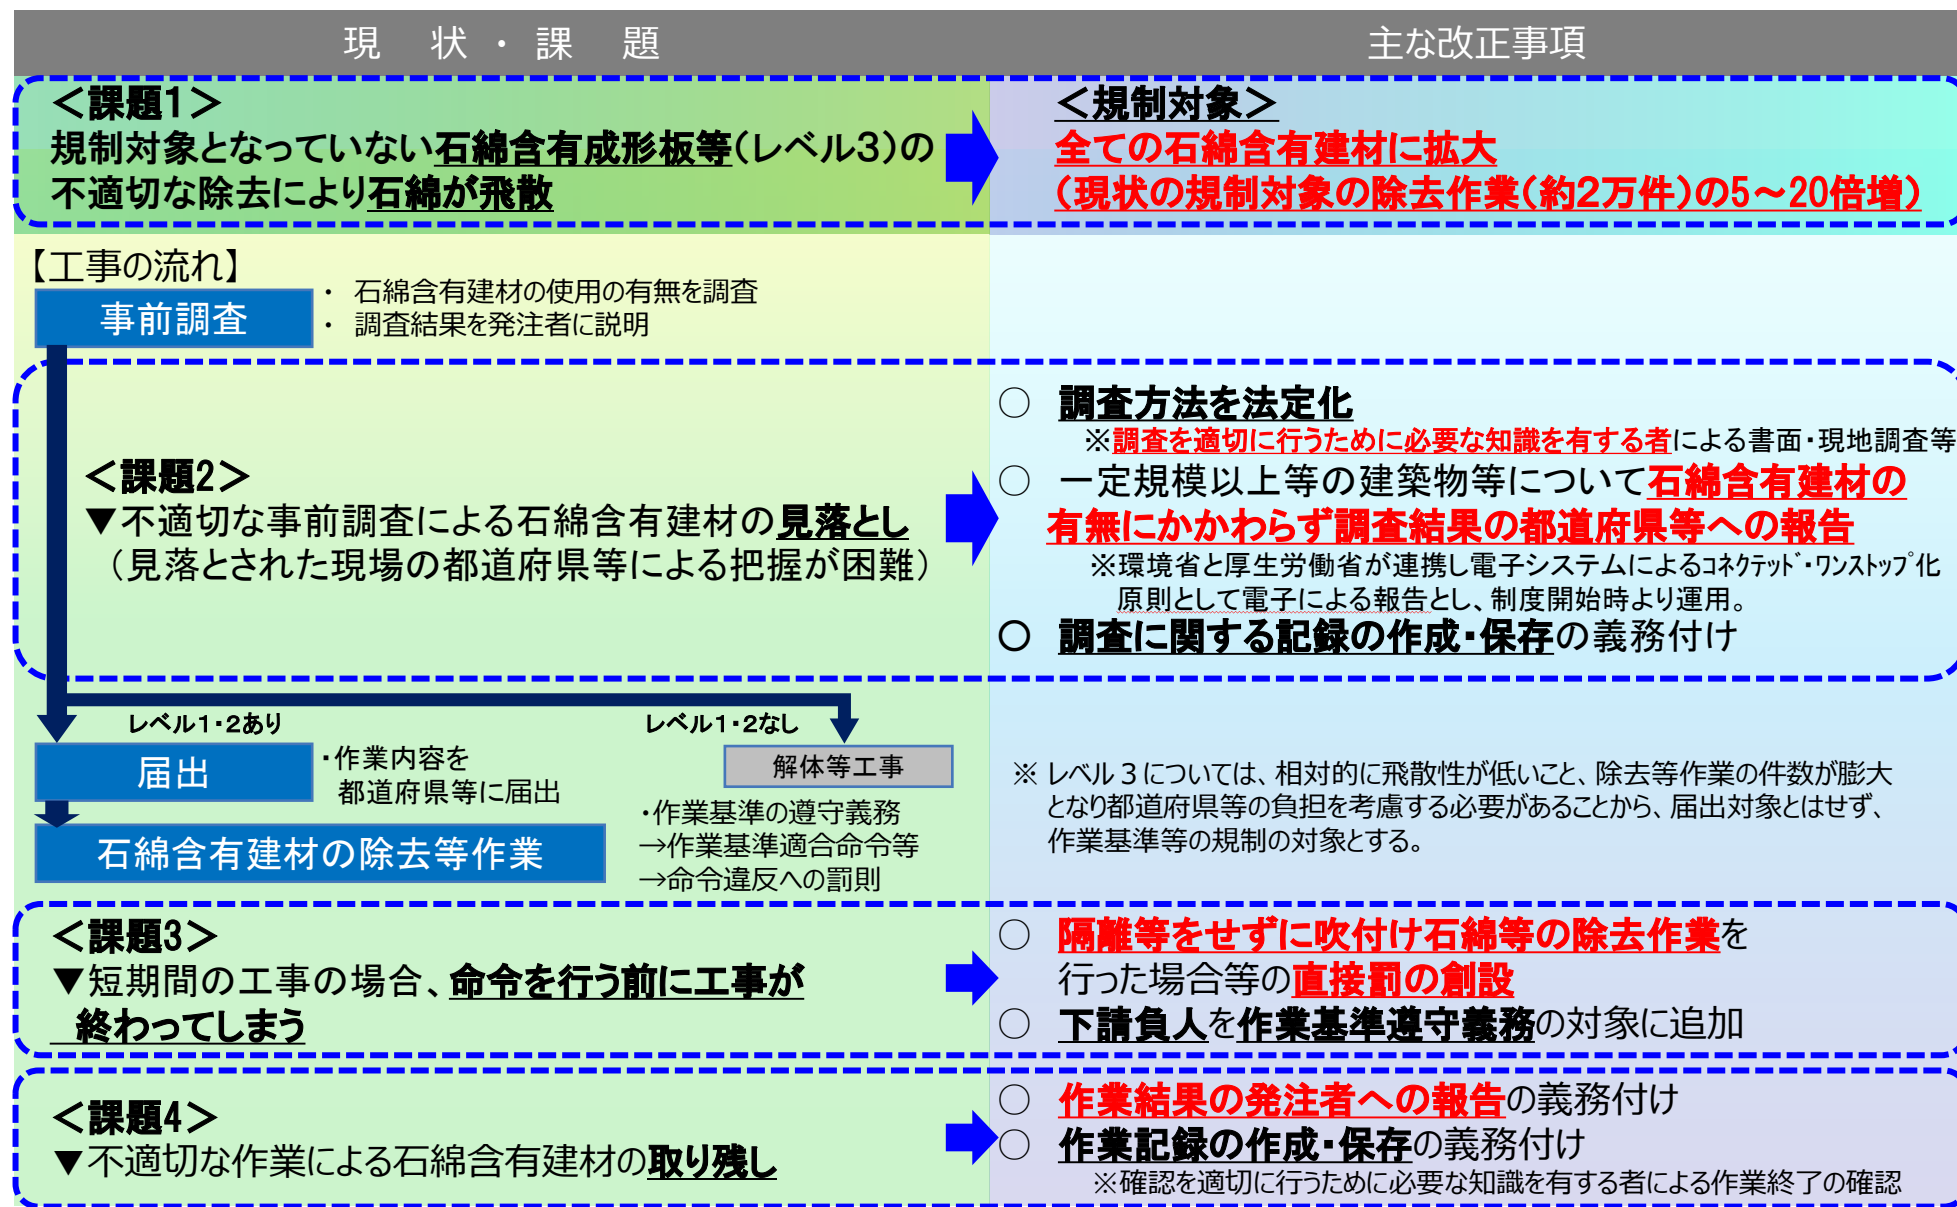 現　状・課　題
主な改正事項
＜課題1＞
規制対象となっていない石綿含有成形板等(レベル3)の
不適切な除去により石綿が飛散
＜規制対象＞
全ての石綿含有建材に拡大
(現状の規制対象の除去作業(約2万件)の5～20倍増)
【工事の流れ】
事前調査
・ 石綿含有建材の使用の有無を調査
・ 調査結果を発注者に説明
＜課題2＞
▼不適切な事前調査による石綿含有建材の見落とし
（見落とされた現場の都道府県等による把握が困難）
○ 調査方法を法定化
※調査を適切に行うために必要な知識を有する者による書面・現地調査等
○ 一定規模以上等の建築物等について石綿含有建材の
有無にかかわらず調査結果の都道府県等への報告
※環境省と厚生労働省が連携し電子システムによるｺﾈｸﾃｯﾄﾞ・ﾜﾝｽﾄｯﾌﾟ化
原則として電子による報告とし、制度開始時より運用。
○ 調査に関する記録の作成・保存の義務付け
レベル1・2あり
レベル1・2なし
届出
・作業内容を
都道府県等に届出
解体等工事
石綿含有建材の除去等作業
・作業基準の遵守義務
→作業基準適合命令等
→命令違反への罰則
※ レベル３については、相対的に飛散性が低いこと、除去等作業の件数が膨大
となり都道府県等の負担を考慮する必要があることから、届出対象とはせず、
作業基準等の規制の対象とする。
＜課題3＞
▼短期間の工事の場合、命令を行う前に工事が
終わってしまう
○ 隔離等をせずに吹付け石綿等の除去作業を
行った場合等の直接罰の創設
○ 下請負人を作業基準遵守義務の対象に追加
＜課題4＞
▼不適切な作業による石綿含有建材の取り残し
○ 作業結果の発注者への報告の義務付け
○ 作業記録の作成・保存の義務付け
※確認を適切に行うために必要な知識を有する者による作業終了の確認